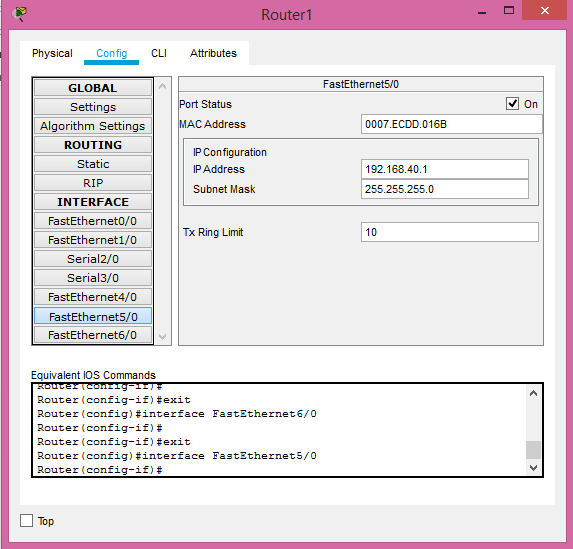 Router1
Physical Config CLI Attributes
GLOBAL
Settings
Algorithm Settings
ROUTING
Static
RIP
INTERFACE
FastEthernet0/0
FastEthernet1/0
Serial2/0
Serial3/0
FastEthernet4/0
FastEthernet5/0
FastEthernet6/0
FastEthernet5/0
Port Status On
MAC Address 0007.ECDD.016B
IP Configuration
IP Address 192.168.40.1
Subnet Mask 255.255.255.0
Tx Ring Limit 10
Equivalent IOS Commands
Router(config-if)#
Router(config-if)#exit
Router(config)#interface FastEthernet6/0
Router(config-if)#
Router(config-if)#exit
Router(config)#interface FastEthernet5/0
Router(config-if)#
Top